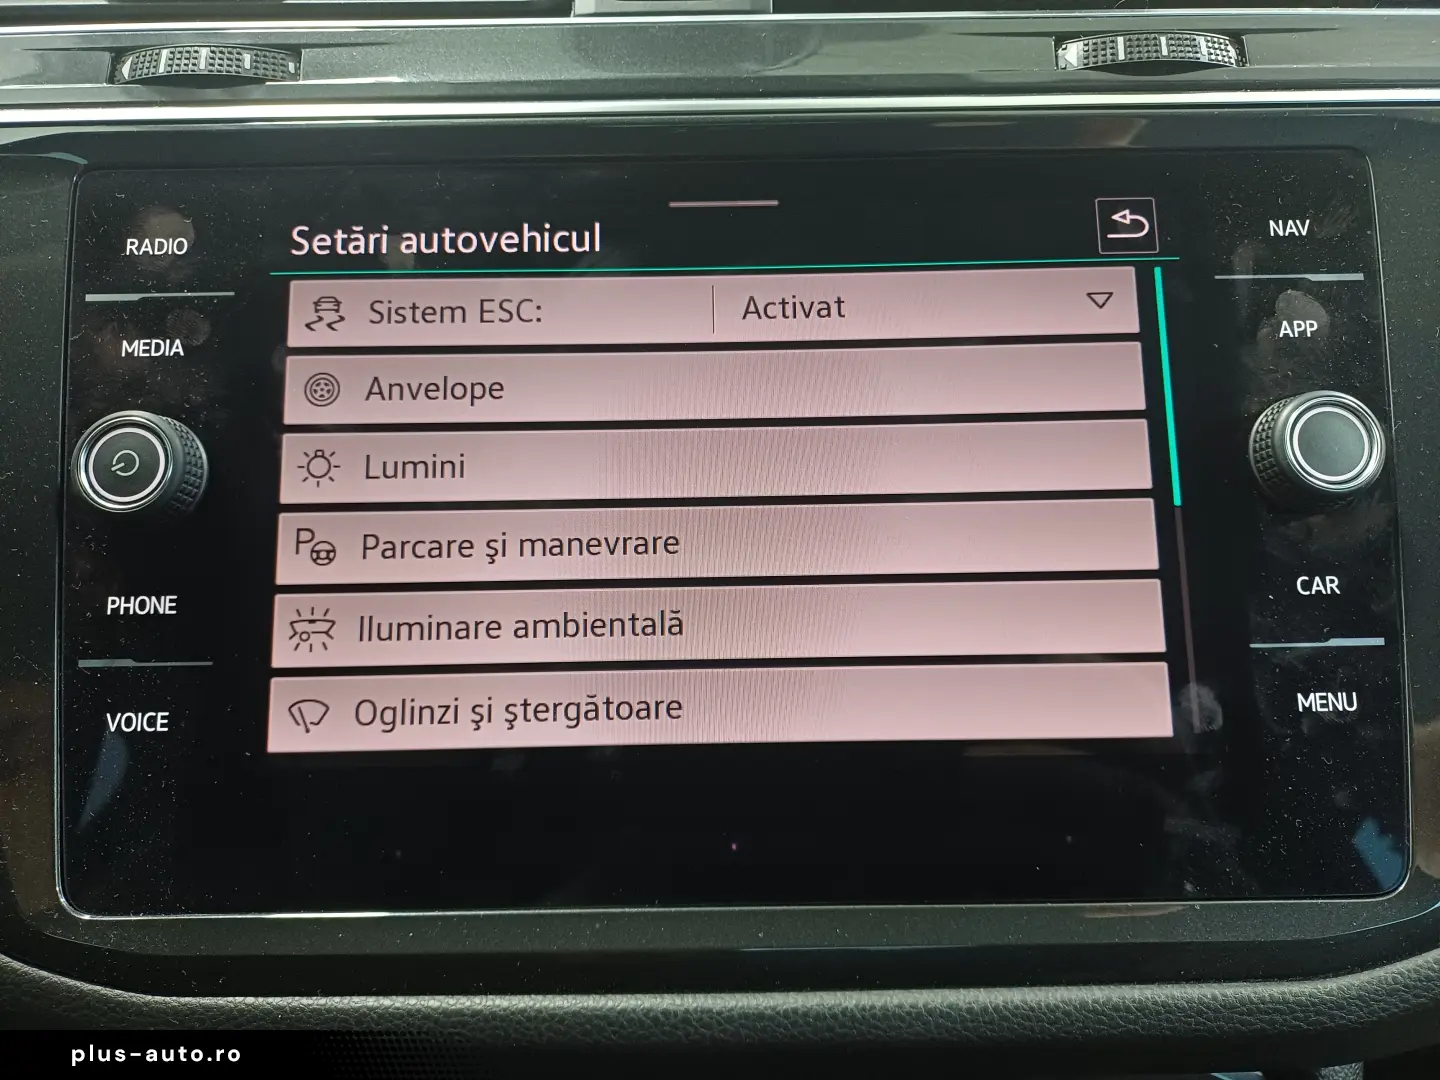 RADIO
MEDIA
PHONE
VOICE
Setări autovehicul
Sistem ESC: Activat
Anvelope
Lumini
Parcare şi manevrare
Iluminare ambientală
Oglinzi şi ştergătoare
NAV
APP
CAR
MENU
plus-auto.ro